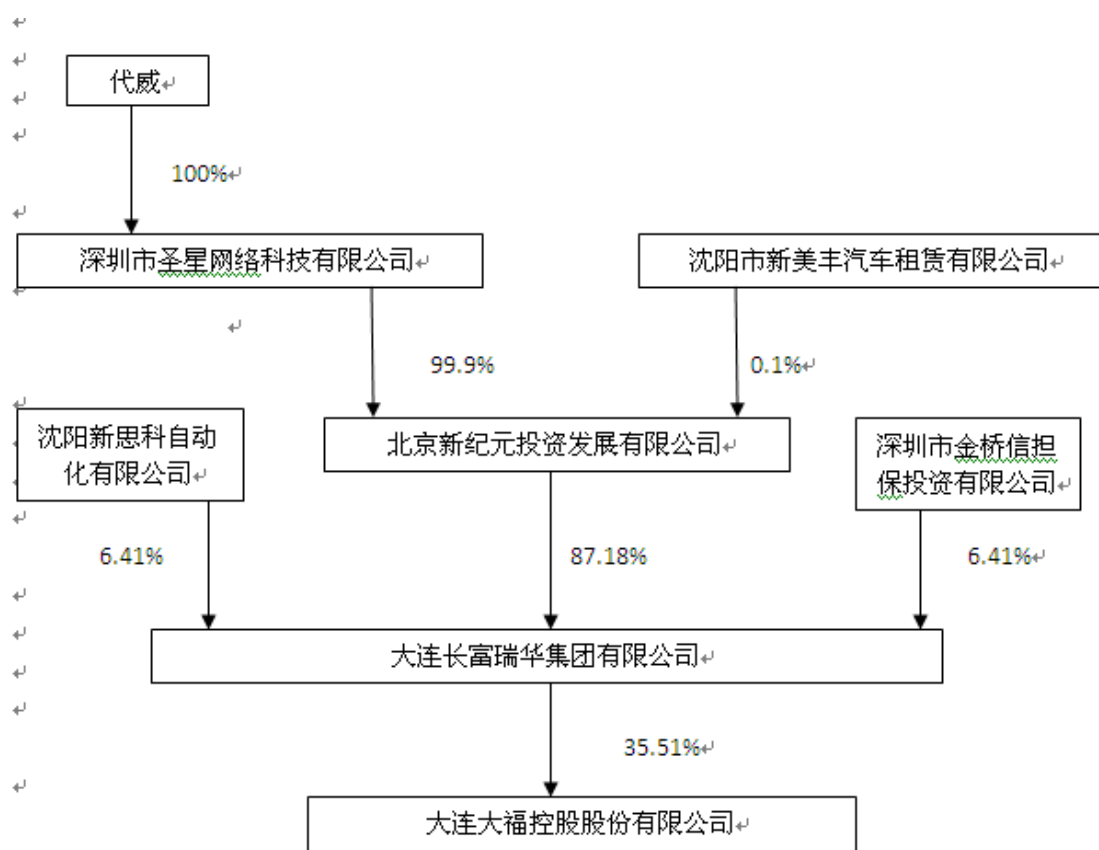 代威
100%
深圳市圣星网络科技有限公司
沈阳市新美丰汽车租赁有限公司
99.9%
0.1%
沈阳新思科自动
化有限公司
北京新纪元投资发展有限公司
深圳市金桥信担
保投资有限公司
6.41%
87.18%
6.41%
大连长富瑞华集团有限公司
35.51%
大连大福控股股份有限公司